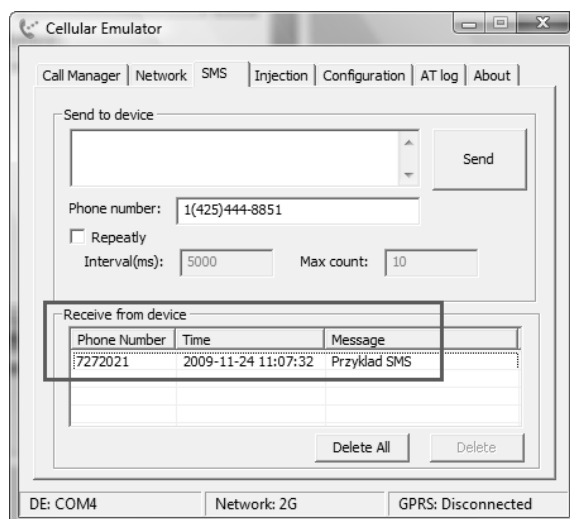 Cellular Emulator
Call Manager Network SMS Injection Configuration AT log About
Send to device
Send
Phone number: 1(425)444-8851
Repeatly
Interval(ms): 5000 Max count: 10
Receive from device
Phone Number Time Message
7272021 2009-11-24 11:07:32 Przyklad SMS
Delete All Delete
DE: COM4 Network: 2G GPRS: Disconnected